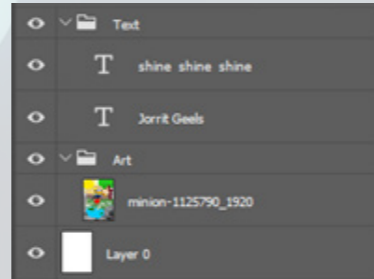 Text
T shine shine shine
T Jorrit Geels
Art
minion-1125790_1920
Layer 0